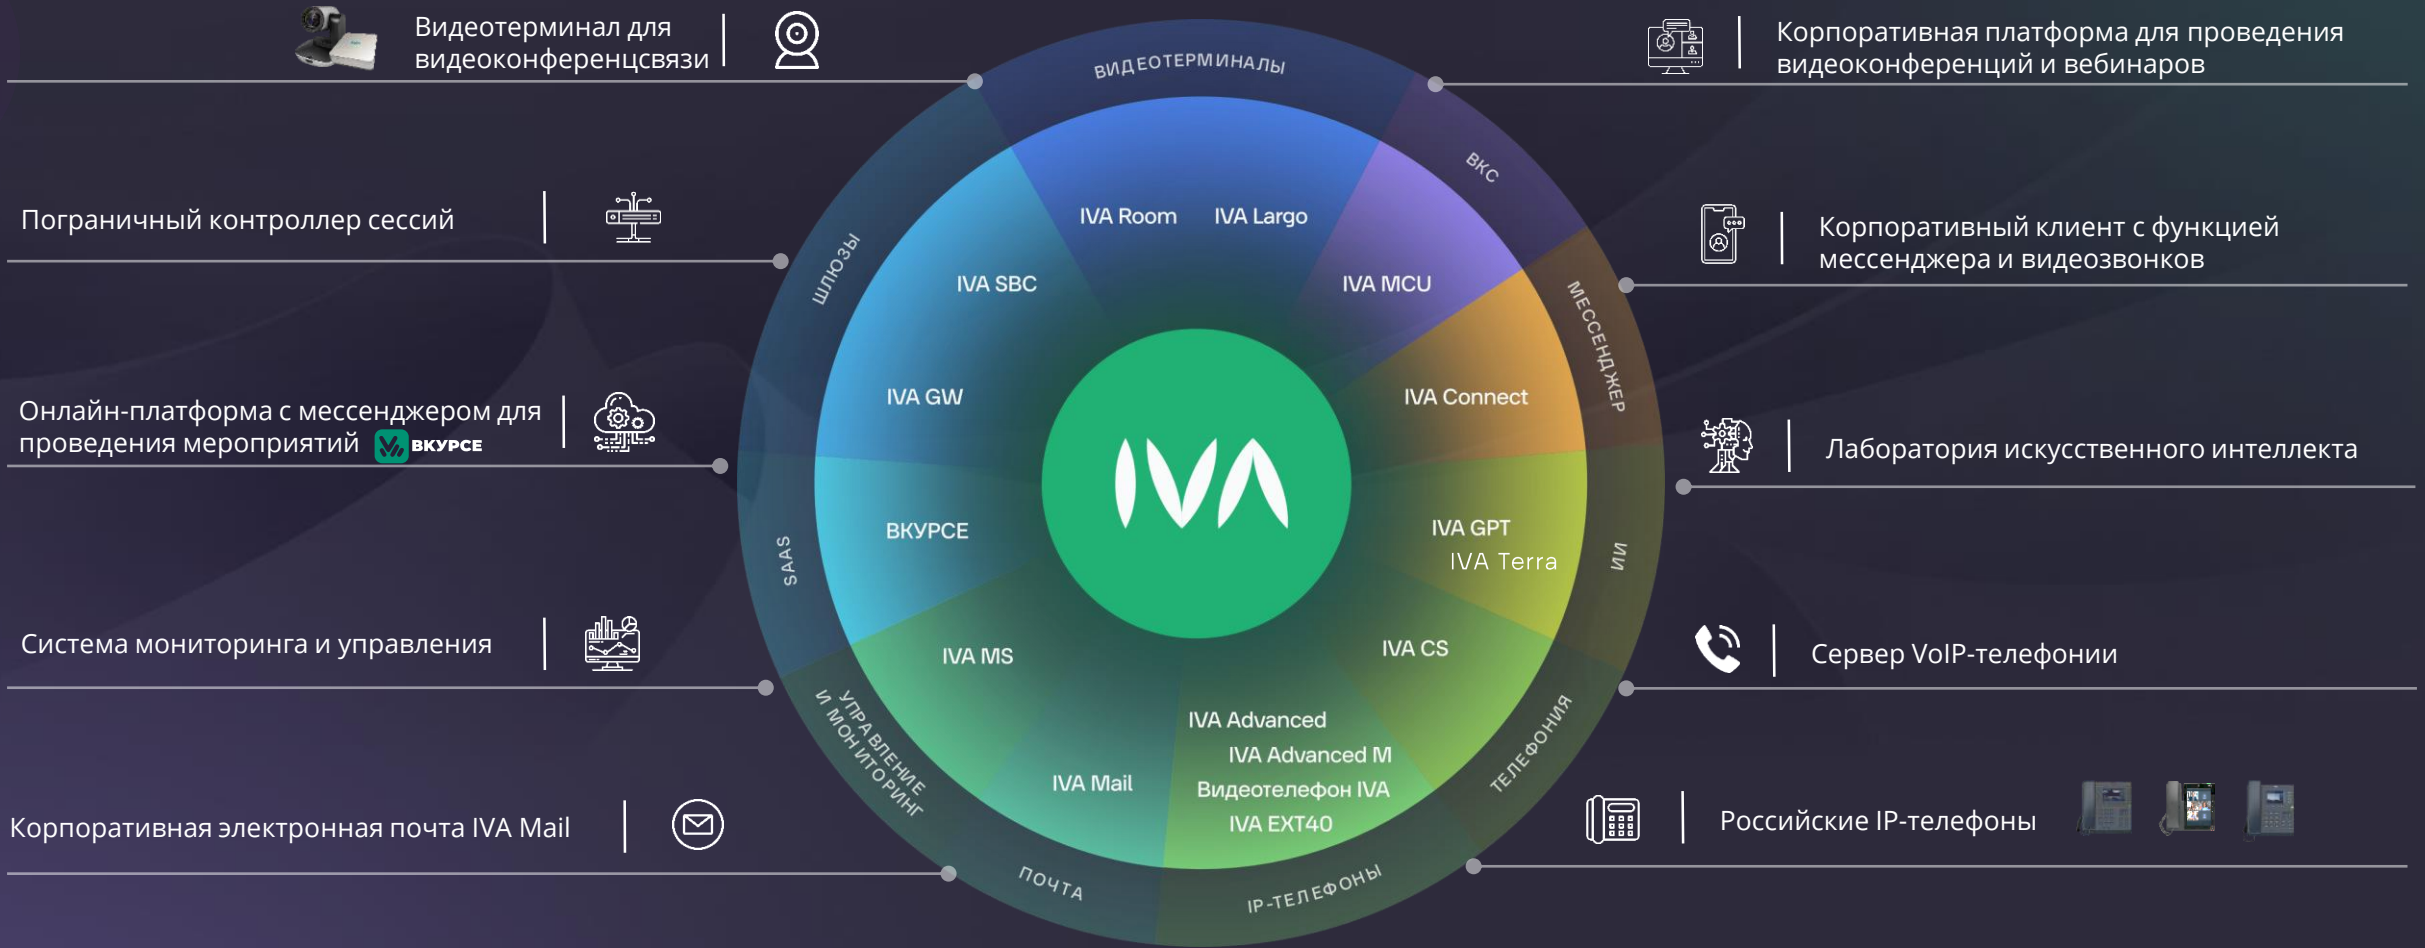 Видеотерминал для
видеоконференцсвязи
Пограничный контроллер сессий
Онлайн-платформа с мессенджером для
проведения мероприятий ВКУРСЕ
Система мониторинга и управления
Корпоративная электронная почта IVA Mail
ВИДЕОТЕРМИНАЛЫ
ВКС
МЕССЕНДЖЕР
ИИ
ТЕЛЕФОНИЯ
IP-ТЕЛЕФОНЫ
ПОЧТА
УПРАВЛЕНИЕ
И МОНИТОРИНГ
SAAS
ШЛЮЗЫ
IVA Room
IVA Largo
IVA MCU
IVA Connect
IVA GPT
IVA Terra
IVA CS
IVA Advanced
IVA Advanced M
Видеотелефон IVA
IVA EXT40
IVA Mail
IVA MS
ВКУРСЕ
IVA GW
IVA SBC
IVA
Корпоративная платформа для проведения
видеоконференций и вебинаров
Корпоративный клиент с функцией
мессенджера и видеозвонков
Лаборатория искусственного интеллекта
Сервер VoIP-телефонии
Российские IP-телефоны